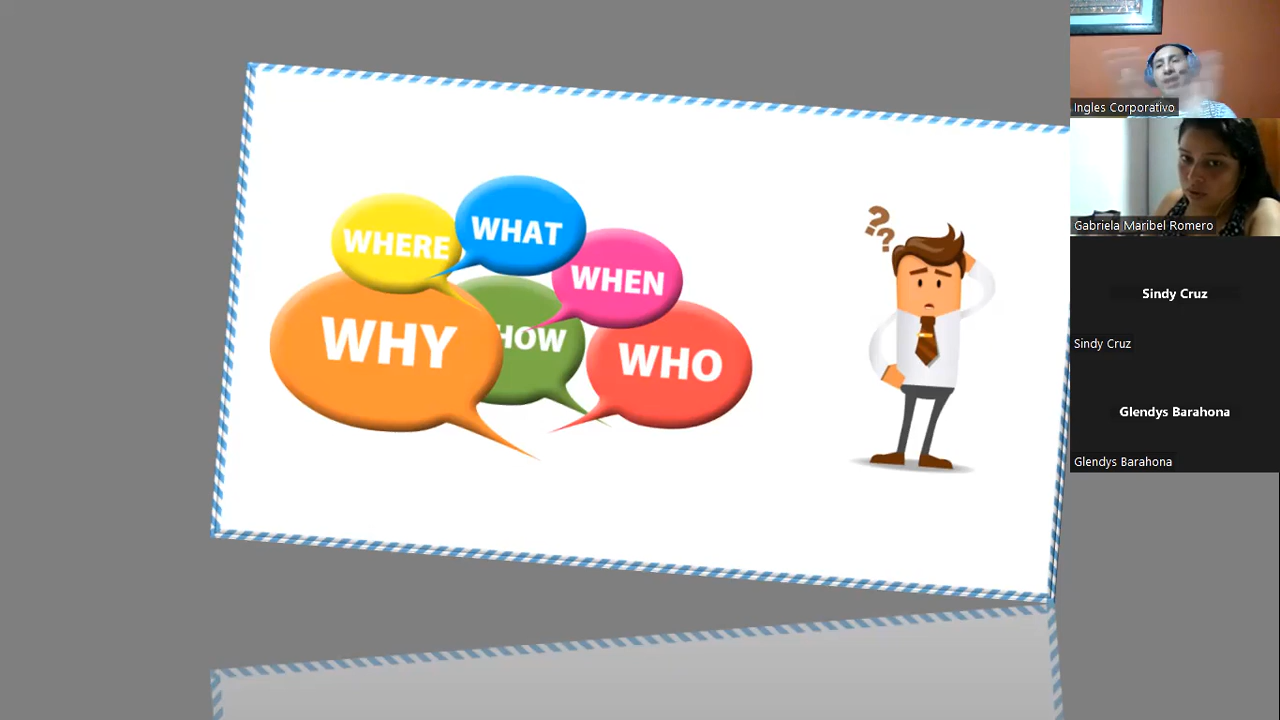 WHERE
WHAT
WHEN
WHY
HOW
WHO
??
Ingles Corporativo
Gabriela Maribel Romero
Sindy Cruz
Sindy Cruz
Glendys Barahona
Glendys Barahona